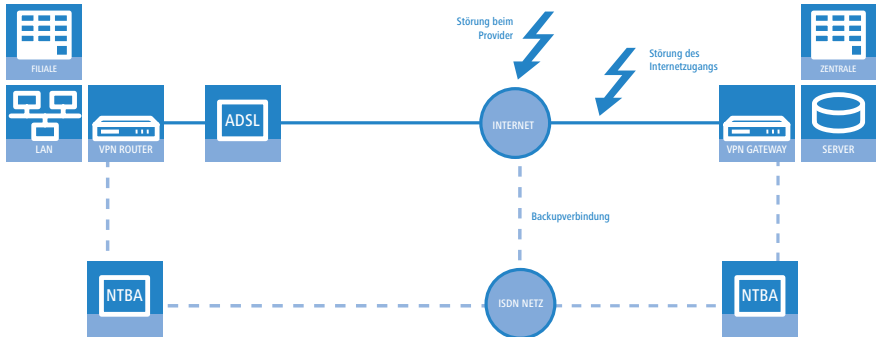 Störung beim
Provider
Störung des
Internetzugangs
FILIALE
ZENTRALE
LAN
VPN ROUTER
ADSL
INTERNET
VPN GATEWAY
SERVER
Backupverbindung
NTBA
ISDN NETZ
NTBA